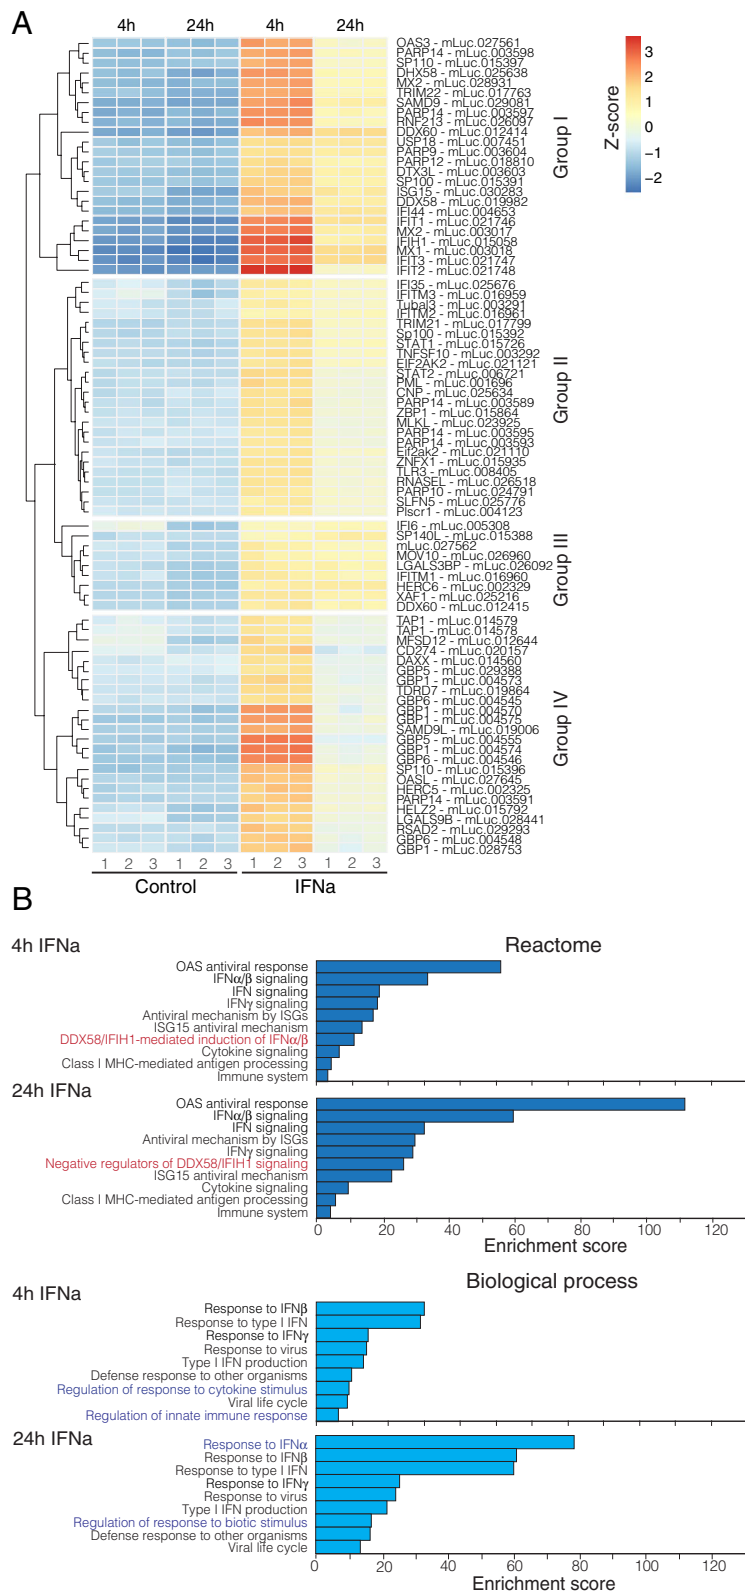 A
4h 24h 4h 24h
OAS3 - mLuc.027561
PARP14 - mLuc.003598
SP110 - mLuc.015397
DHX58 - mLuc.025638
MX2 - mLuc.028931
TRIM22 - mLuc.017763
SAMD9 - mLuc.029081
PARP14 - mLuc.003597
RNF213 - mLuc.026097
DDX60 - mLuc.012414
USP18 - mLuc.007451
PARP9 - mLuc.003604
PARP12 - mLuc.018810
DTX3L - mLuc.003603
SP100 - mLuc.015391
ISG15 - mLuc.030283
DDX58 - mLuc.019982
IFI44 - mLuc.004653
IFIT1 - mLuc.021746
MX2 - mLuc.003017
IFIH1 - mLuc.015058
MX1 - mLuc.003018
IFIT3 - mLuc.021747
IFIT2 - mLuc.021748
Group I
3
2
1
0
−1
−2
Z-score
IFI35 - mLuc.025676
IFITM3 - mLuc.016959
Tubal3 - mLuc.003291
IFITM2 - mLuc.016961
TRIM21 - mLuc.017799
Sp100 - mLuc.015392
STAT1 - mLuc.015726
TNFSF10 - mLuc.003292
EIF2AK2 - mLuc.021121
STAT2 - mLuc.006721
PML - mLuc.001696
CNP - mLuc.025634
PARP14 - mLuc.003589
ZBP1 - mLuc.015864
MLKL - mLuc.023925
PARP14 - mLuc.003595
PARP14 - mLuc.003593
Eif2ak2 - mLuc.021110
ZNFX1 - mLuc.015935
TLR3 - mLuc.008405
RNASEL - mLuc.026518
PARP10 - mLuc.024791
SLFN5 - mLuc.025776
Plscr1 - mLuc.004123
Group II
IFI6 - mLuc.005308
SP140L - mLuc.015388
mLuc.027562
MOV10 - mLuc.026960
LGALS3BP - mLuc.026092
IFITM1 - mLuc.016960
HERC6 - mLuc.002329
XAF1 - mLuc.025216
DDX60 - mLuc.012415
Group III
TAP1 - mLuc.014579
TAP1 - mLuc.014578
MFSD12 - mLuc.012644
CD274 - mLuc.020157
DAXX - mLuc.014560
GBP5 - mLuc.029388
GBP1 - mLuc.004573
TDRD7 - mLuc.019864
GBP6 - mLuc.004545
GBP1 - mLuc.004570
GBP1 - mLuc.004575
SAMD9L - mLuc.019006
GBP5 - mLuc.004555
GBP1 - mLuc.004574
GBP6 - mLuc.004546
SP110 - mLuc.015396
OASL - mLuc.027645
HERC5 - mLuc.002325
PARP14 - mLuc.003591
HELZ2 - mLuc.015792
LGALS9B - mLuc.028441
RSAD2 - mLuc.029293
GBP6 - mLuc.004548
GBP1 - mLuc.028753
Group IV
1 2 3 1 2 3 1 2 3 1 2 3
Control IFNa
B
4h IFNa
Reactome
OAS antiviral response
IFNα/β signaling
IFN signaling
IFNγ signaling
Antiviral mechanism by ISGs
ISG15 antiviral mechanism
DDX58/IFIH1-mediated induction of IFNα/β
Cytokine signaling
Class I MHC-mediated antigen processing
Immune system
24h IFNa
OAS antiviral response
IFNα/β signaling
IFN signaling
Antiviral mechanism by ISGs
IFNγ signaling
Negative regulators of DDX58/IFIH1 signaling
ISG15 antiviral mechanism
Cytokine signaling
Class I MHC-mediated antigen processing
Immune system
0 20 40 60 80 100 120
Enrichment score
Biological process
4h IFNa
Response to IFNβ
Response to type I IFN
Response to IFNγ
Response to virus
Type I IFN production
Defense response to other organisms
Regulation of response to cytokine stimulus
Viral life cycle
Regulation of innate immune response
24h IFNa
Response to IFNα
Response to IFNβ
Response to type I IFN
Response to IFNγ
Response to virus
Type I IFN production
Regulation of response to biotic stimulus
Defense response to other organisms
Viral life cycle
0 20 40 60 80 100 120
Enrichment score